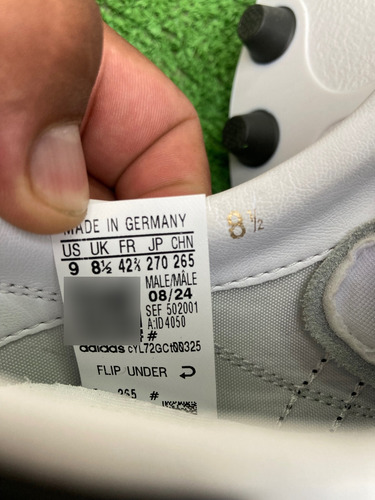 MADE IN GERMANY
8 1/2
US UK FR JP CHN
9 8½ 42⅔ 270 265
MALE/MÂLE
08/24
SEF 502001
A:ID4050
#
adidas
FLIP UNDER
265 #